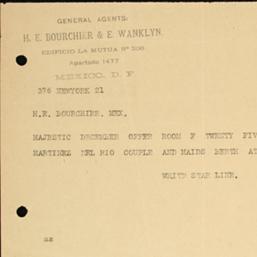 GENERAL AGENTS:
H. E. BOURCHIER & E. WANKLYN.
EDIFICIO LA MUTUA Nº 306
Apartado 1477
MEXICO, D. F.
376 NEWYORK 21
H.E. BOURCHIER. MEX.
MAJESTIC DECEMBER OFFER ROOM F TWENTY FIV
MARTINEZ DEL RIO COUPLE AND MAIDS BERTH AT
WHITE STAR LINE.